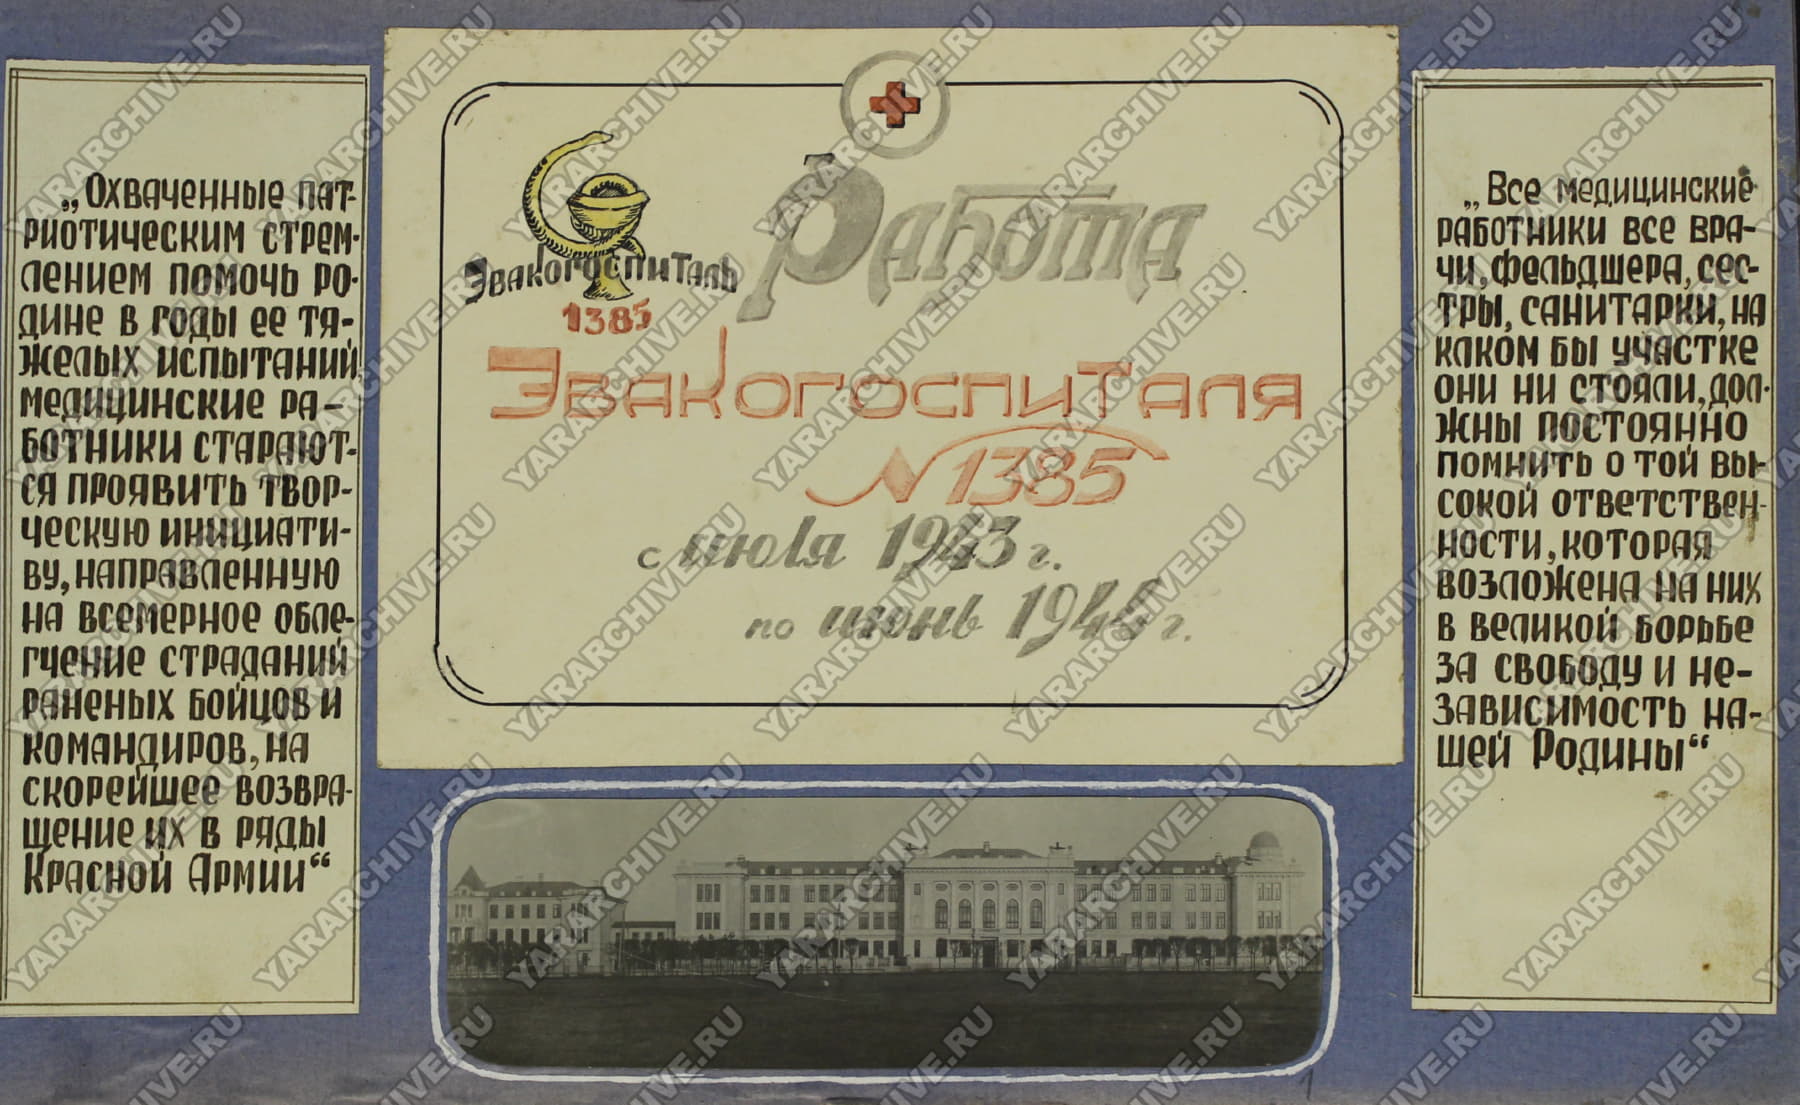 „Охваченные пат-
риотическим стрем-
лением помочь Ро-
дине в годы ее тя-
желых испытаний,
медицинские ра-
ботники старают-
ся проявить твор-
ческую инициати-
ву, направленную
на всемерное обле-
гчение страданий
раненых бойцов и
командиров, на
скорейшее возвра-
щение их в ряды
Красной Армии“
Эвакогоспиталь
1385
Работа
Эвакогоспиталя
N 1385
с июля 1943 г.
по июнь г.
„Все медицинские
работники все вра-
чи, фельдшера, сес-
тры, санитарки, на
каком бы участке
они ни стояли, дол-
жны постоянно
помнить о той вы-
сокой ответствен-
ности, которая
возложена на них
в великой борьбе
за свободу и не-
зависимость на-
шей Родины“
1
YARARCHIVE.RU